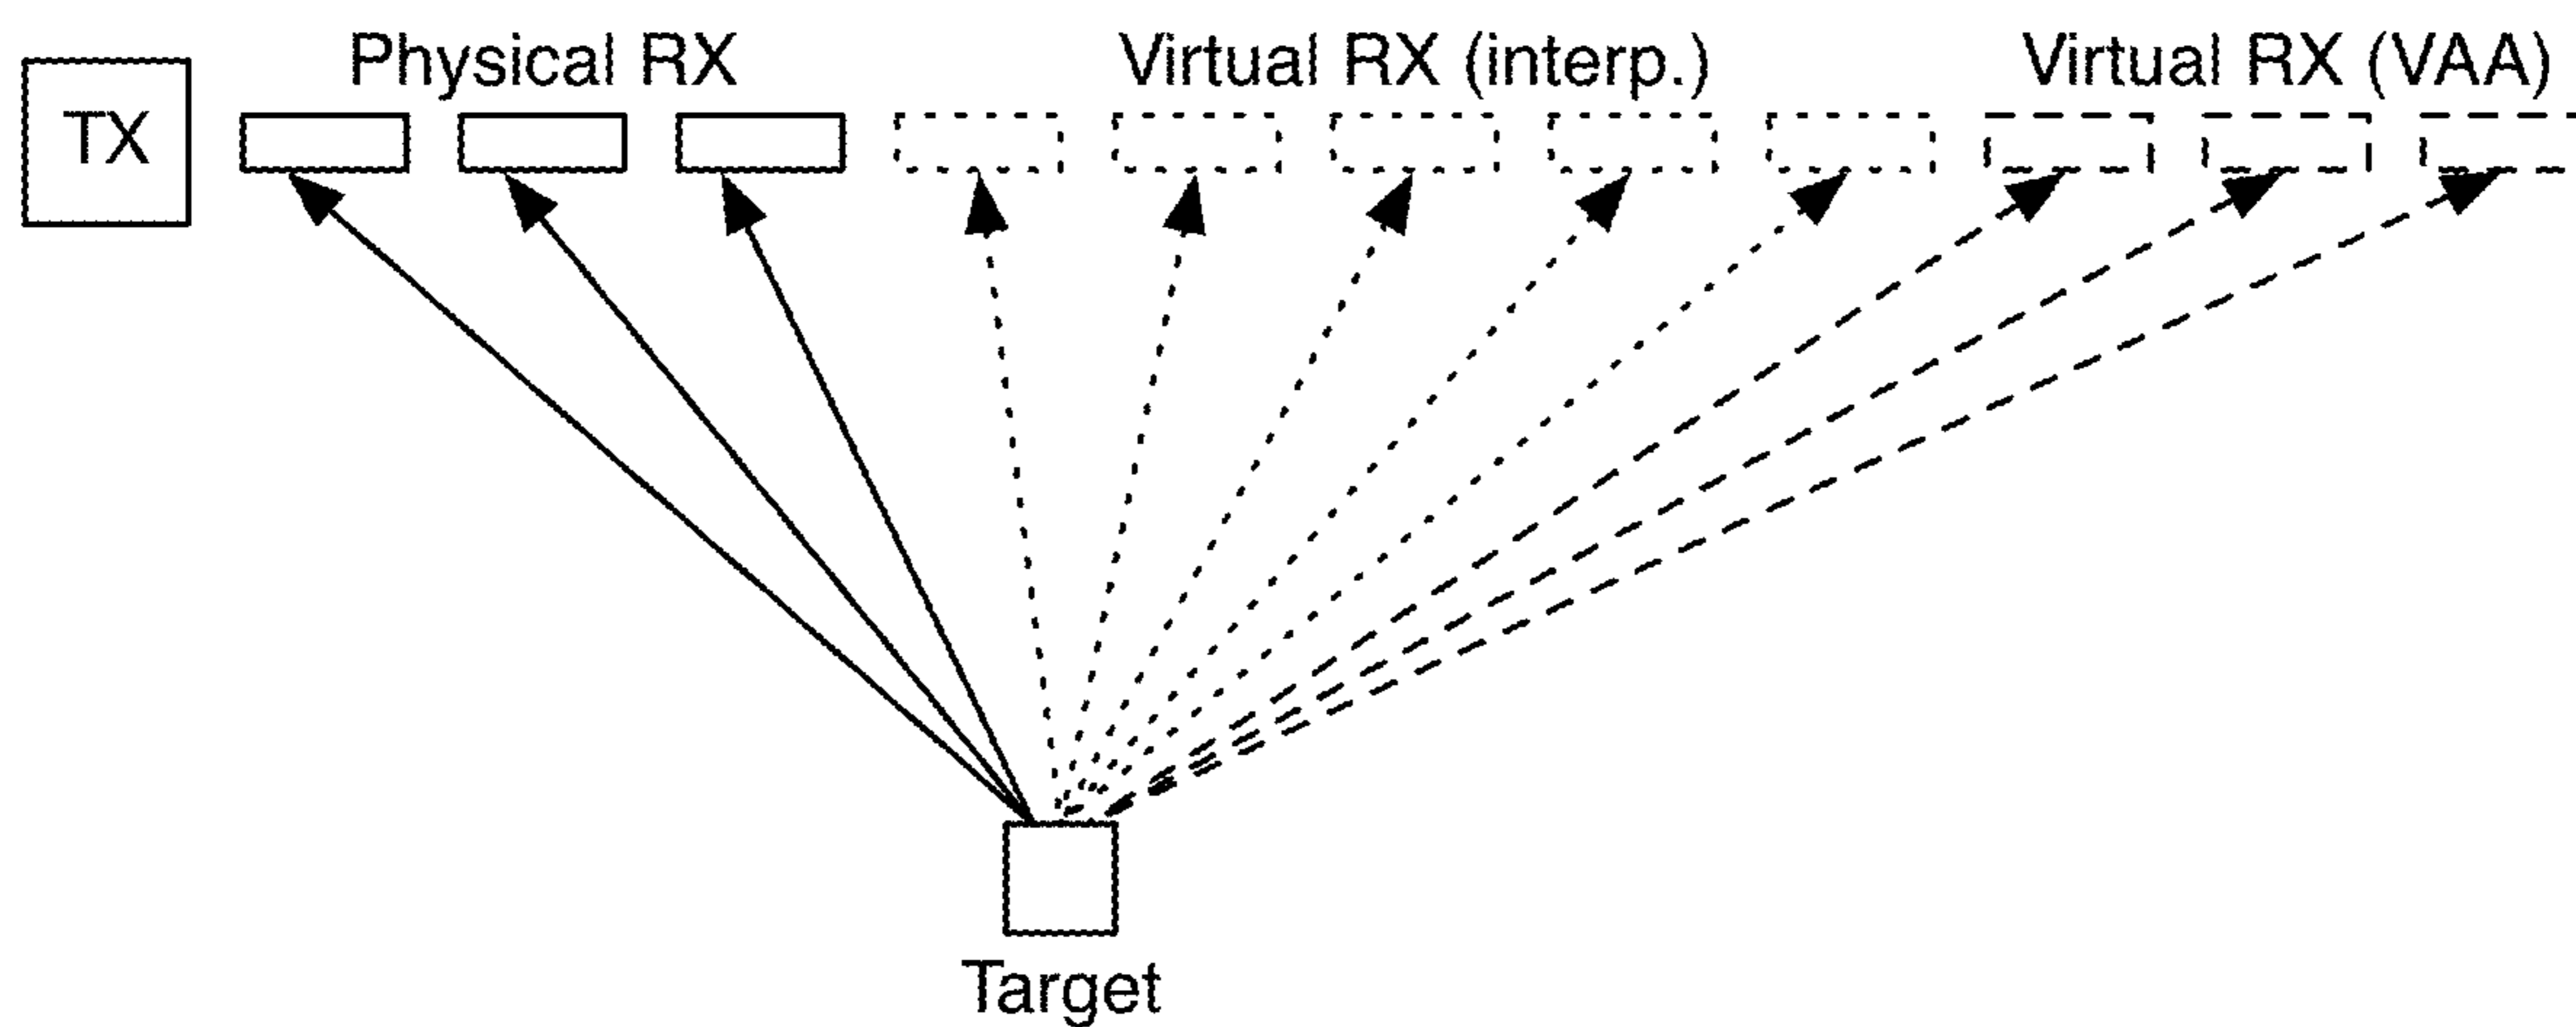 Physical RX
Virtual RX (interp.)
Virtual RX (VAA)
TX
Target